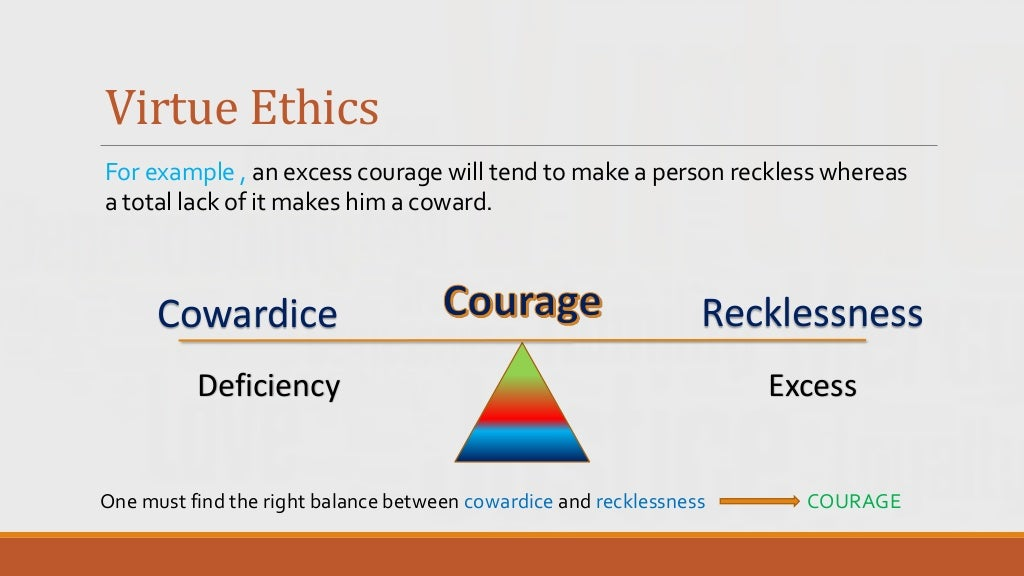 Virtue Ethics
For example , an excess courage will tend to make a person reckless whereas
a total lack of it makes him a coward.
Cowardice Courage Recklessness
Deficiency Excess
One must find the right balance between cowardice and recklessness COURAGE